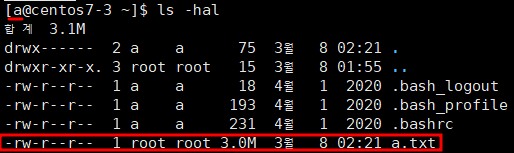 [a@centos7-3 ~]$ ls -hal
합계 3.1M
drwx------ 2 a a 75 3월 8 02:21 .
drwxr-xr-x. 3 root root 15 3월 8 01:55 ..
-rw-r--r-- 1 a a 18 4월 1 2020 .bash_logout
-rw-r--r-- 1 a a 193 4월 1 2020 .bash_profile
-rw-r--r-- 1 a a 231 4월 1 2020 .bashrc
-rw-r--r-- 1 root root 3.0M 3월 8 02:21 a.txt